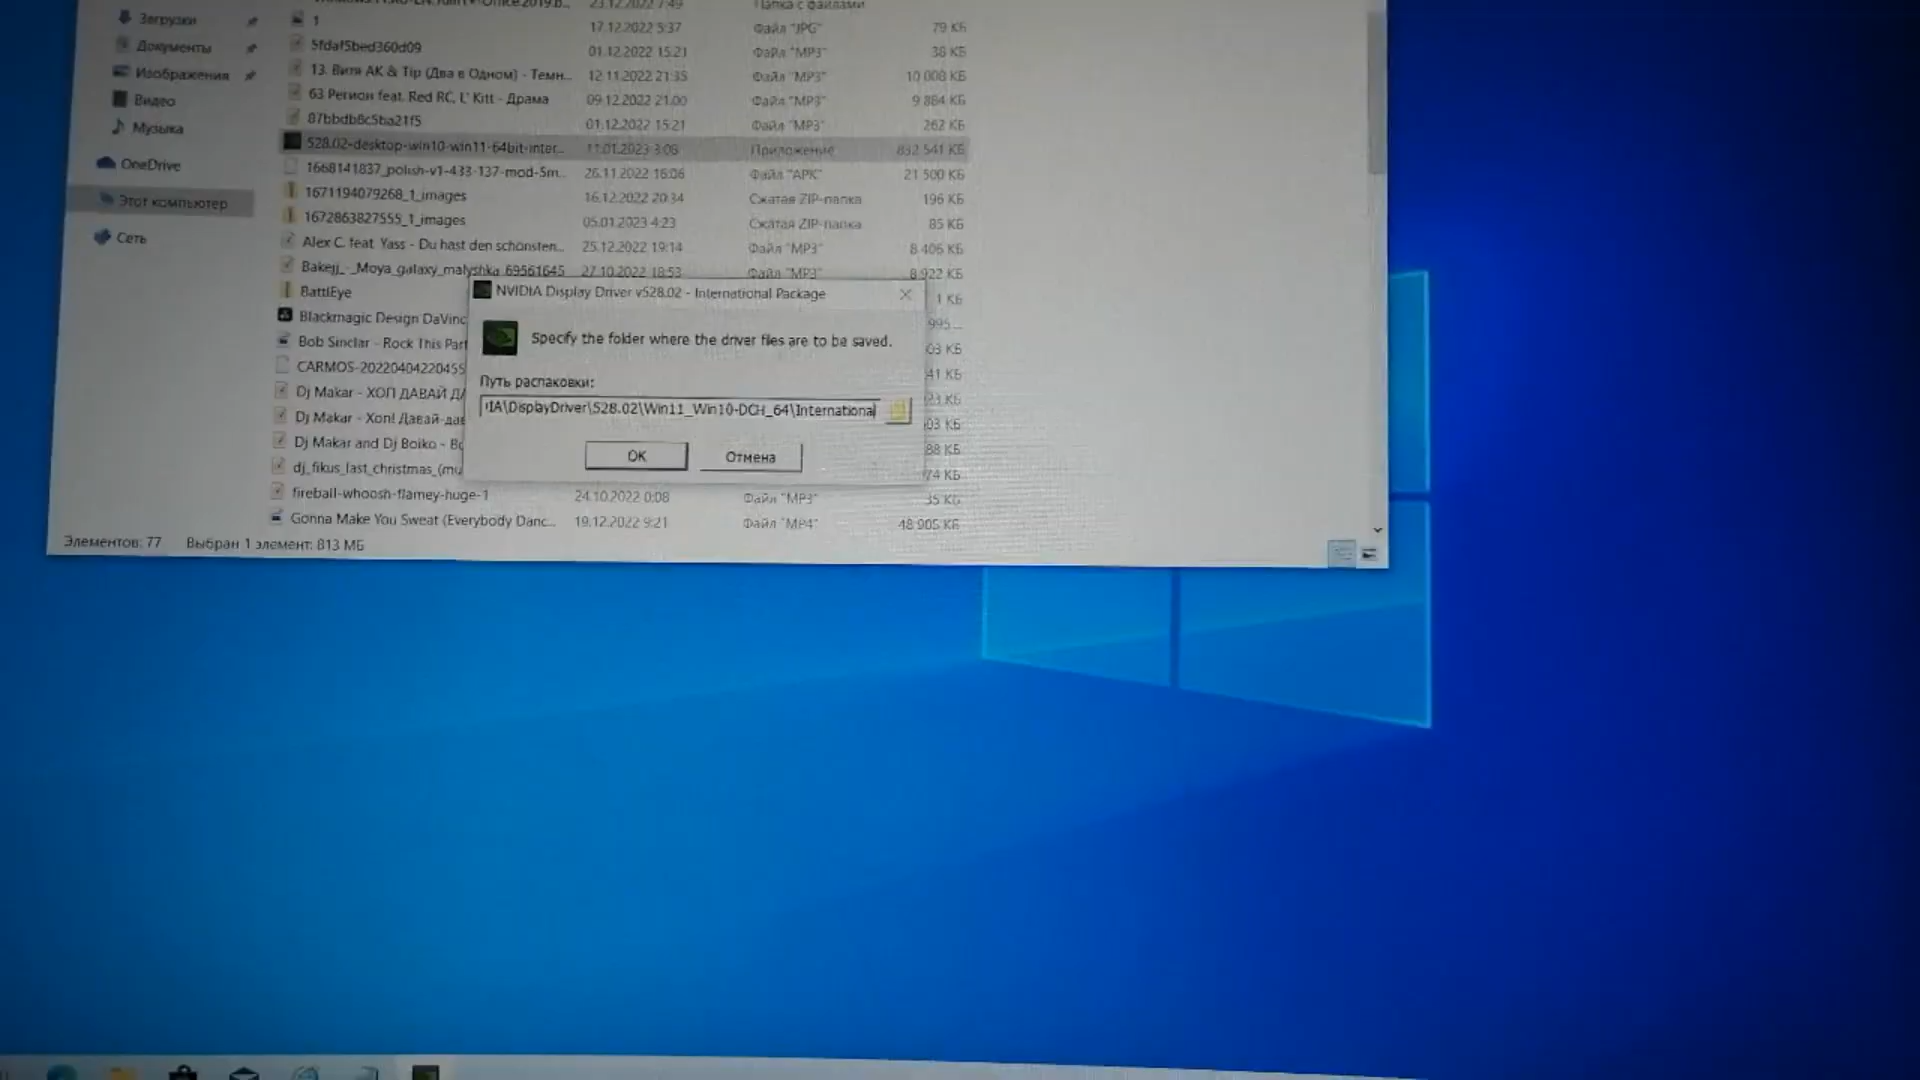 23.12.2022 7:49 Папка с файлами
Загрузки
1 17.12.2022 5:37 Файл "JPG" 79 КБ
Документы
5fdaf5bed360d09 01.12.2022 15:21 Файл "MP3" 38 КБ
Изображения
13. Витя АК & Tip (Два в Одном) - Темн... 12.11.2022 21:35 Файл "MP3" 10 008 КБ
Видео
63 Регион feat. Red RC, L' Kitt - Драма 09.12.2022 21:00 Файл "MP3" 9 884 КБ
Музыка
87bbdb8c5ba21f5 01.12.2022 15:21 Файл "MP3" 262 КБ
528.02-desktop-win10-win11-64bit-inter... 11.01.2023 3:08 Приложение 832 541 КБ
OneDrive
1668141837_polish-v1-433-137-mod-5m... 26.11.2022 16:06 Файл "APK" 21 500 КБ
Этот компьютер
1671194079268_1_images 16.12.2022 20:34 Сжатая ZIP-папка 196 КБ
1672863827555_1_images 05.01.2023 4:23 Сжатая ZIP-папка 85 КБ
Сеть
Alex C. feat. Yass - Du hast den schonsten... 25.12.2022 19:14 Файл "MP3" 8 406 КБ
Bakejj_-_Moya_galaxy_malyshka_69561645 27.10.2022 18:53 Файл "MP3" 8 922 КБ
BattlEye 1 КБ
Blackmagic Design DaVinc 995...
Bob Sinclar - Rock This Part 03 КБ
CARMOS-20220404220455 41 КБ
Dj Makar - ХОП ДАВАЙ ДА 23 КБ
Dj Makar - Хоп! Давай-дав 03 КБ
Dj Makar and Dj Boiko - Bo 88 КБ
dj_fikus_last_christmas_(mu 74 КБ
fireball-whoosh-flamey-huge-1 24.10.2022 0:08 Файл "MP3" 35 КБ
Gonna Make You Sweat (Everybody Danc... 19.12.2022 9:21 Файл "MP4" 48 905 КБ
Элементов: 77 Выбран 1 элемент: 813 МБ
NVIDIA Display Driver v528.02 - International Package
Specify the folder where the driver files are to be saved.
Путь распаковки:
IA\DisplayDriver\528.02\Win11_Win10-DCH_64\Internationa
OK Отмена